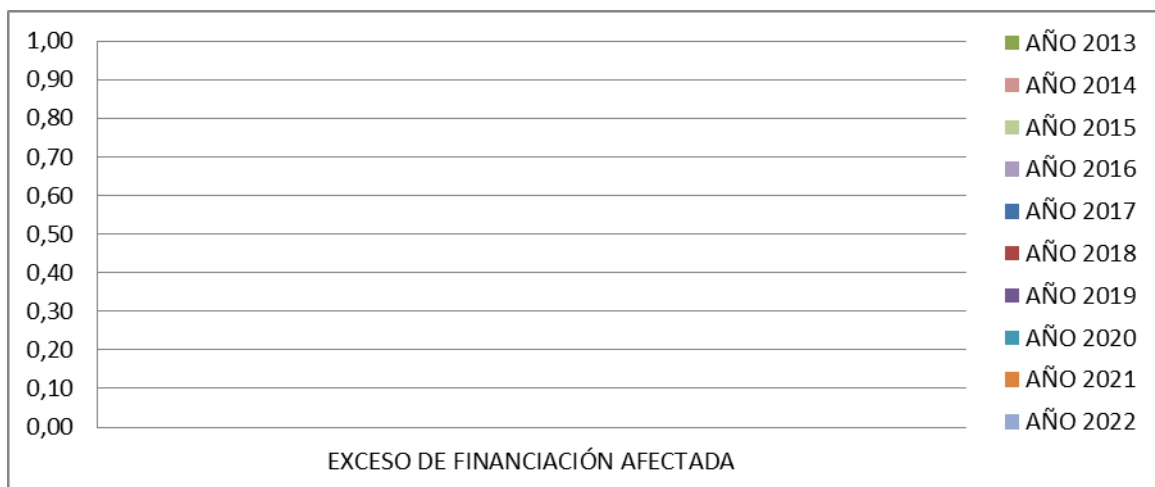 1,00
0,90
0,80
0,70
0,60
0,50
0,40
0,30
0,20
0,10
0,00
EXCESO DE FINANCIACIÓN AFECTADA
AÑO 2013
AÑO 2014
AÑO 2015
AÑO 2016
AÑO 2017
AÑO 2018
AÑO 2019
AÑO 2020
AÑO 2021
AÑO 2022